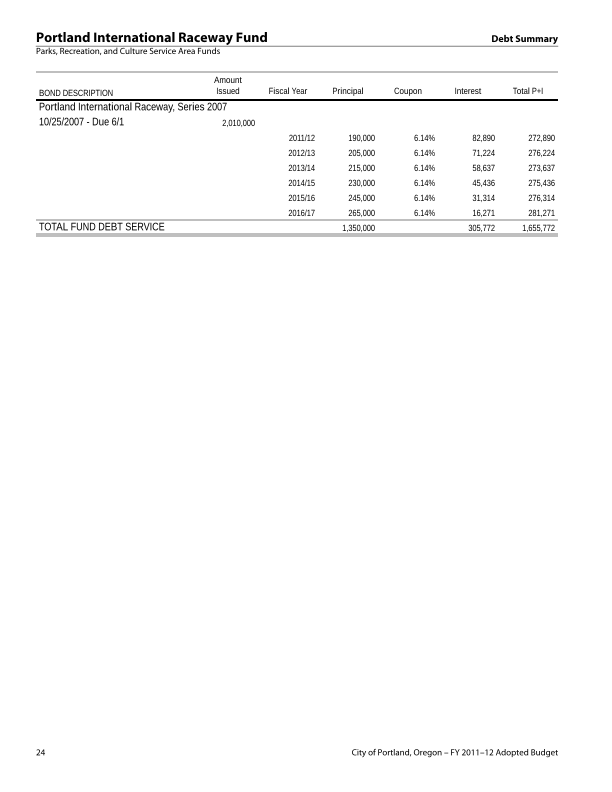 Portland International Raceway Fund Debt Summary
Parks, Recreation, and Culture Service Area Funds
Amount
BOND DESCRIPTION Issued Fiscal Year Principal Coupon Interest Total P+I
Portland International Raceway, Series 2007
10/25/2007 - Due 6/1 2,010,000
2011/12 190,000 6.14% 82,890 272,890
2012/13 205,000 6.14% 71,224 276,224
2013/14 215,000 6.14% 58,637 273,637
2014/15 230,000 6.14% 45,436 275,436
2015/16 245,000 6.14% 31,314 276,314
2016/17 265,000 6.14% 16,271 281,271
TOTAL FUND DEBT SERVICE 1,350,000 305,772 1,655,772
24 City of Portland, Oregon – FY 2011–12 Adopted Budget